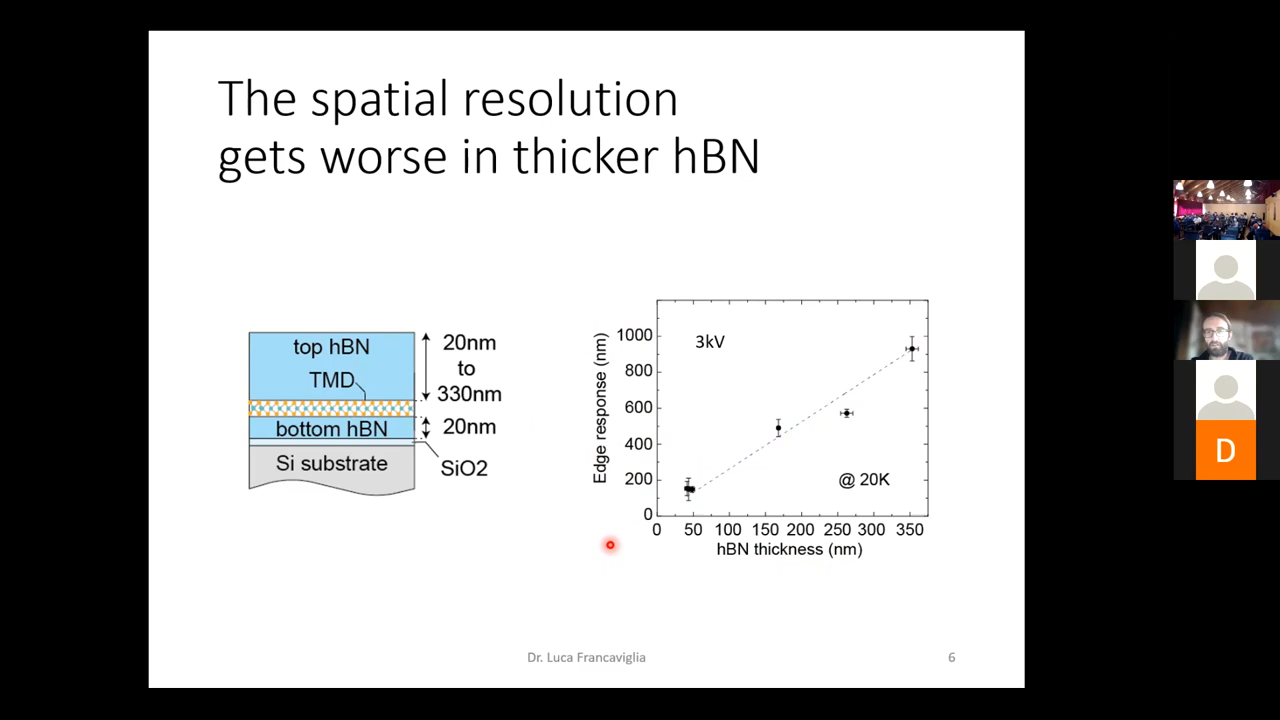 The spatial resolution
gets worse in thicker hBN
top hBN
TMD
bottom hBN
Si substrate
20nm
to
330nm
20nm
SiO2
Edge response (nm)
1000
800
600
400
200
0
3kV
@ 20K
0 50 100 150 200 250 300 350
hBN thickness (nm)
Dr. Luca Francaviglia
6
D